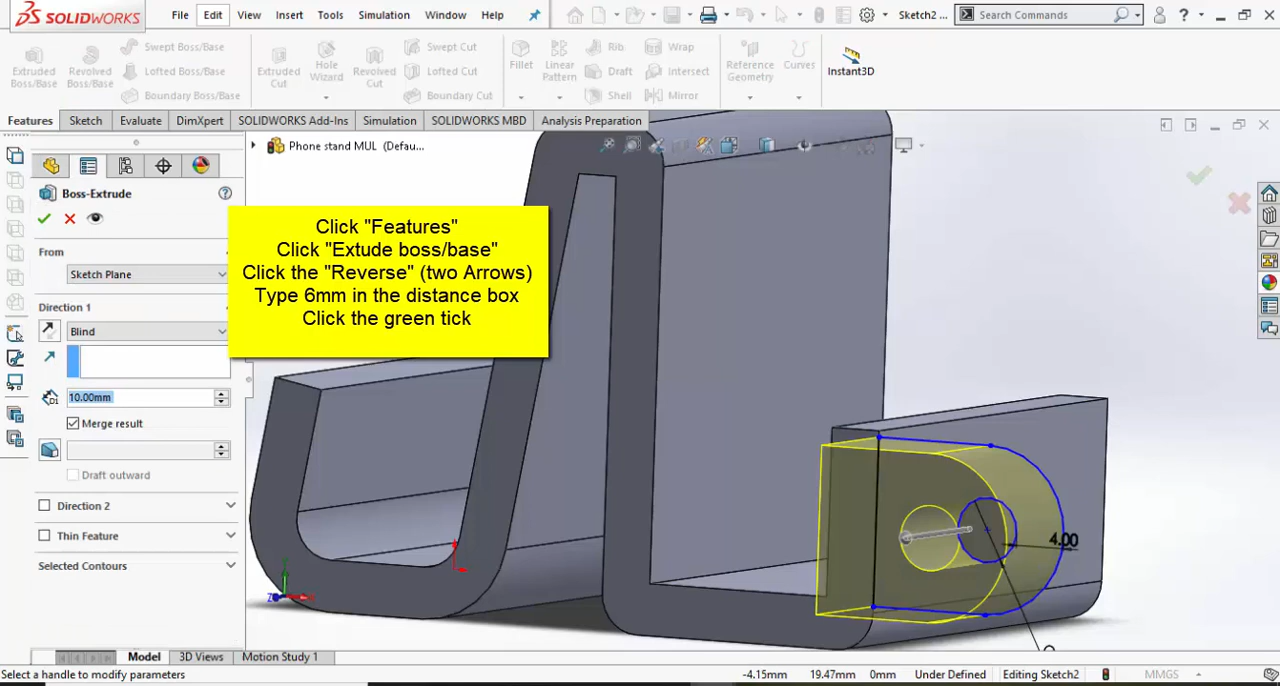 SOLIDWORKS File Edit View Insert Tools Simulation Window Help Sketch2 ... Search Commands ?
Extruded Boss/Base Revolved Boss/Base Swept Boss/Base Lofted Boss/Base Boundary Boss/Base Extruded Cut Hole Wizard Revolved Cut Swept Cut Lofted Cut Boundary Cut Fillet Linear Pattern Rib Draft Shell Wrap Intersect Mirror Reference Geometry Curves Instant3D
Features Sketch Evaluate DimXpert SOLIDWORKS Add-Ins Simulation SOLIDWORKS MBD Analysis Preparation
Phone stand MUL (Defau...
Boss-Extrude ?
From
Sketch Plane
Direction 1
Blind
D1 10.00mm
Merge result
Draft outward
Direction 2
Thin Feature
Selected Contours
Click "Features"
Click "Extude boss/base"
Click the "Reverse" (two Arrows)
Type 6mm in the distance box
Click the green tick
4.00
Y
Z
Model 3D Views Motion Study 1
Select a handle to modify parameters -4.15mm 19.47mm 0mm Under Defined Editing Sketch2 MMGS